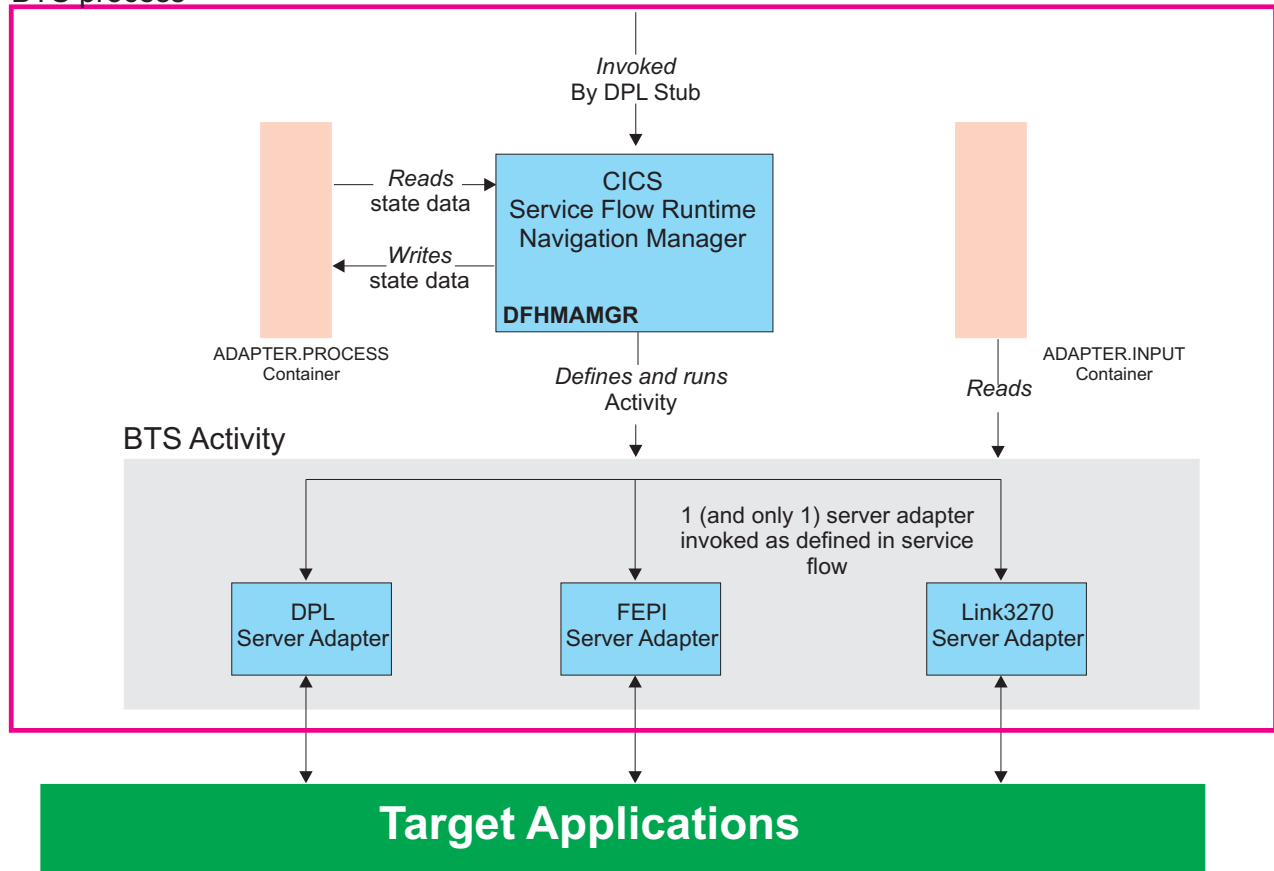 BTS process
Invoked
By DPL Stub
Reads
state data
CICS
Service Flow Runtime
Navigation Manager
Writes
state data
DFHMAMGR
ADAPTER.PROCESS
Container
ADAPTER.INPUT
Container
Defines and runs
Activity
Reads
BTS Activity
1 (and only 1) server adapter
invoked as defined in service
flow
DPL
Server Adapter
FEPI
Server Adapter
Link3270
Server Adapter
Target Applications